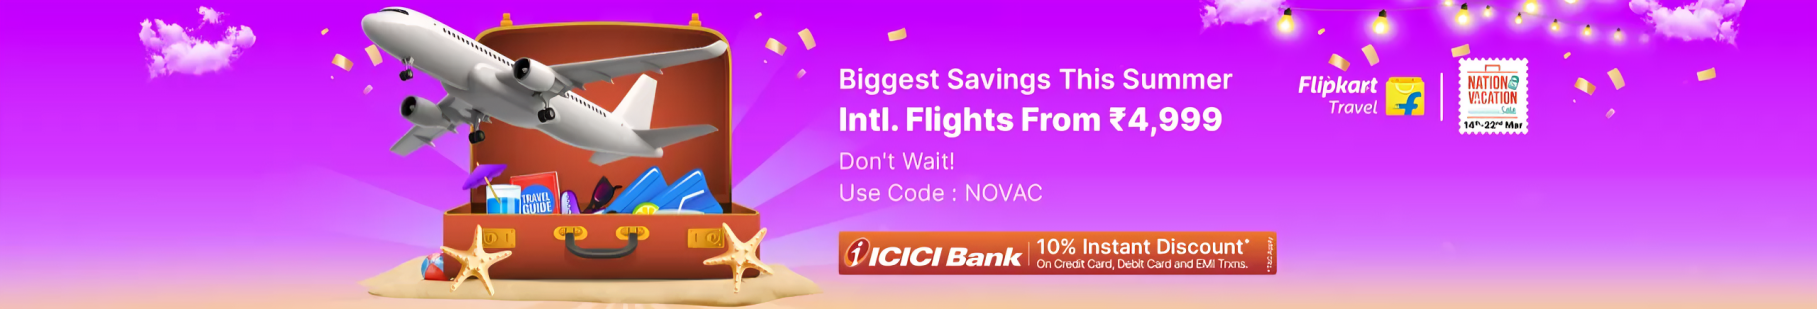 Biggest Savings This Summer
Intl. Flights From ₹4,999
Don't Wait!
Use Code : NOVAC
ICICI Bank
10% Instant Discount*
On Credit Card, Debit Card and EMI Trxns.
Flipkart
Travel
NATION
VACATION
Sale
14th-22nd Mar
TRAVEL
GUIDE